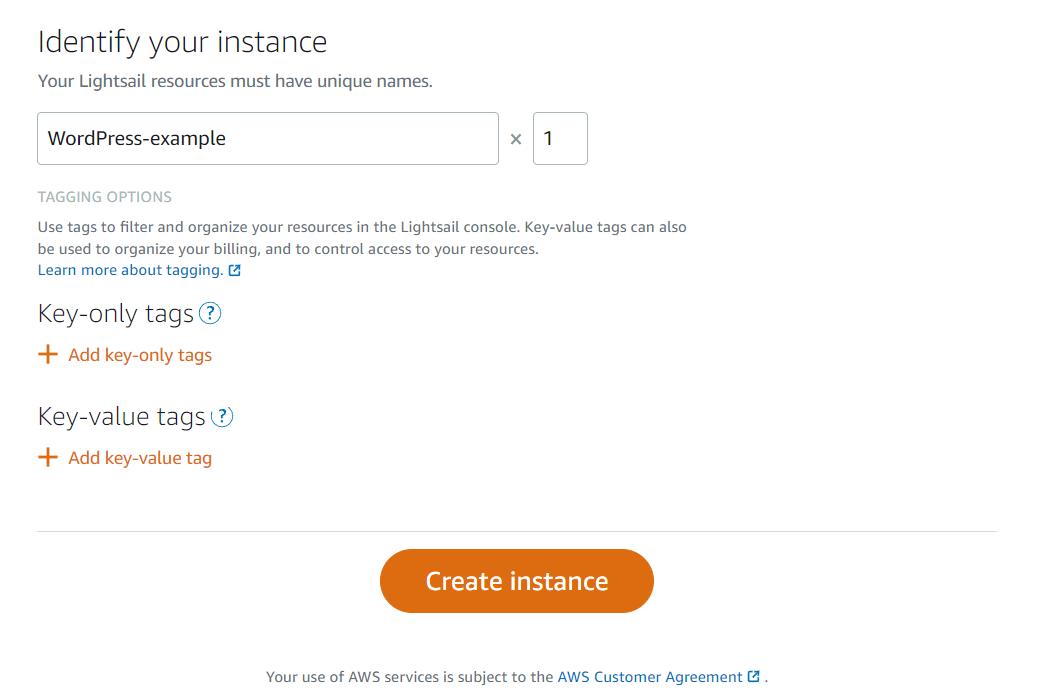 Identify your instance
Your Lightsail resources must have unique names.
WordPress-example × 1
TAGGING OPTIONS
Use tags to filter and organize your resources in the Lightsail console. Key-value tags can also
be used to organize your billing, and to control access to your resources.
Learn more about tagging.
Key-only tags ?
+ Add key-only tags
Key-value tags ?
+ Add key-value tag
Create instance
Your use of AWS services is subject to the AWS Customer Agreement .